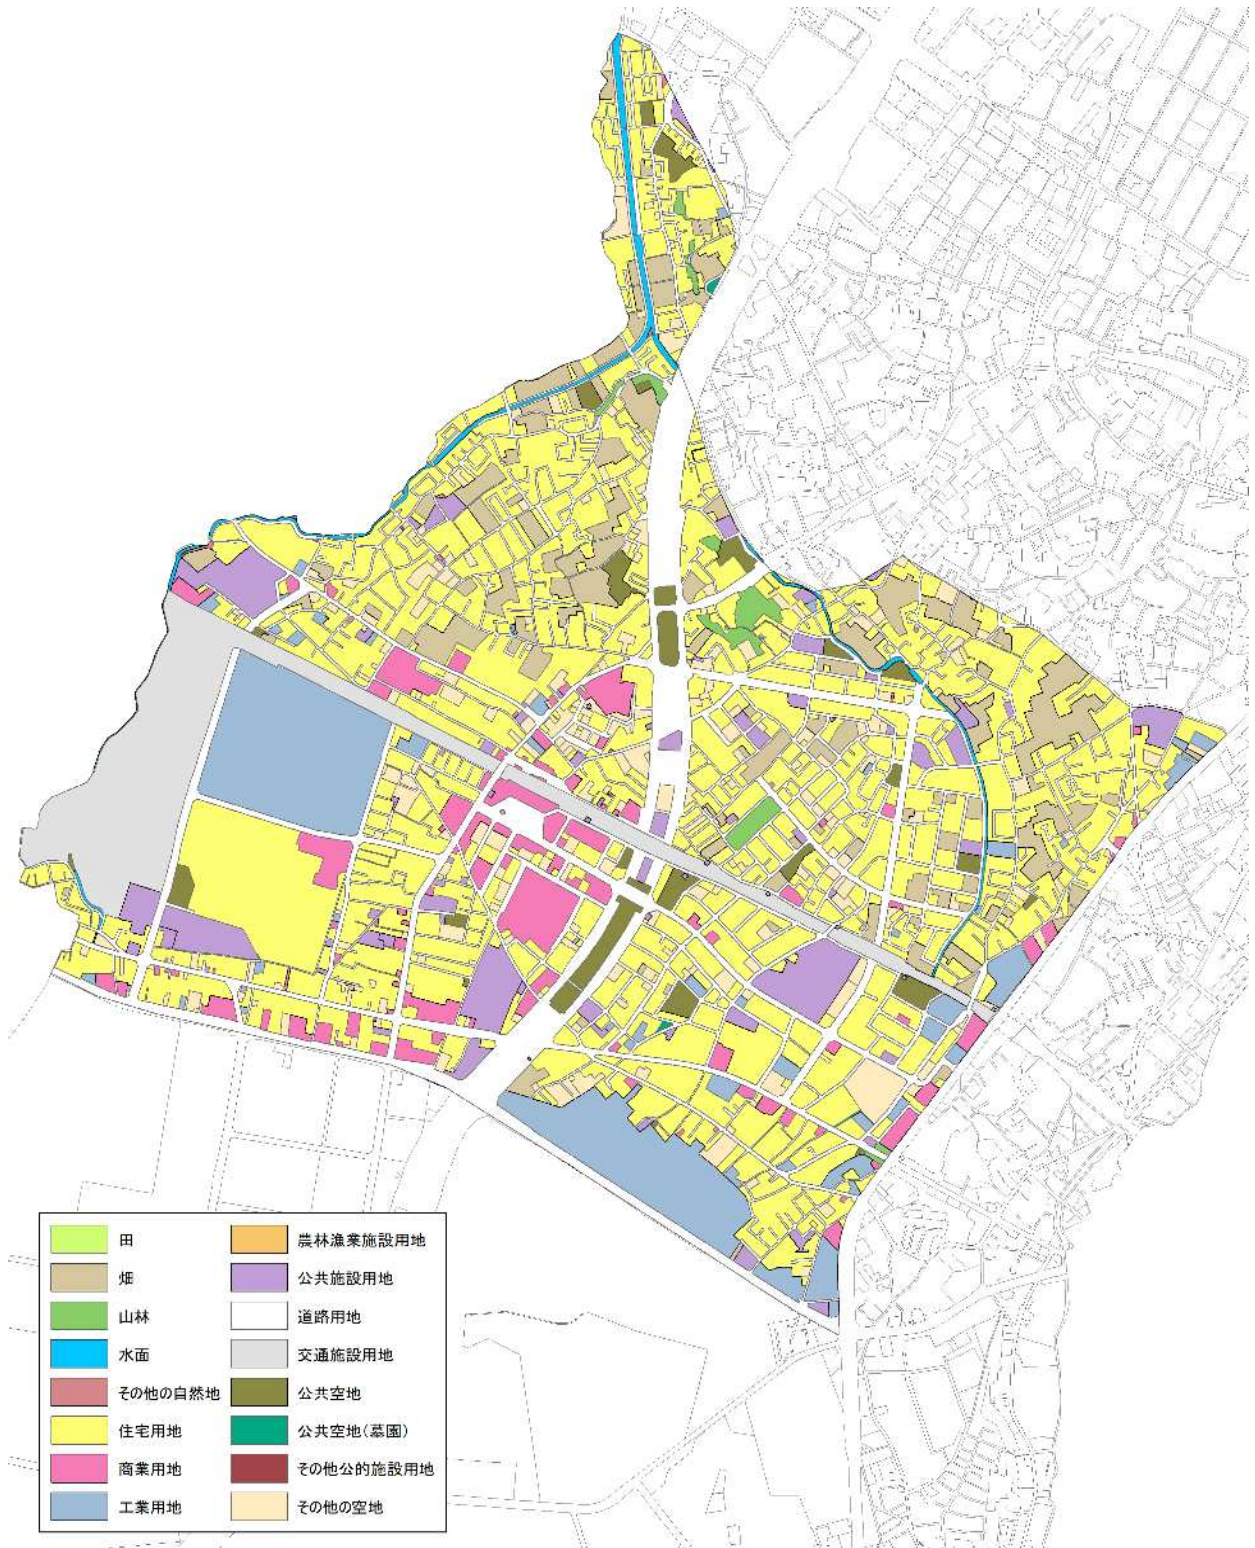 田
畑
山林
水面
その他の自然地
住宅用地
商業用地
工業用地
農林漁業施設用地
公共施設用地
道路用地
交通施設用地
公共空地
公共空地(墓園)
その他公的施設用地
その他の空地